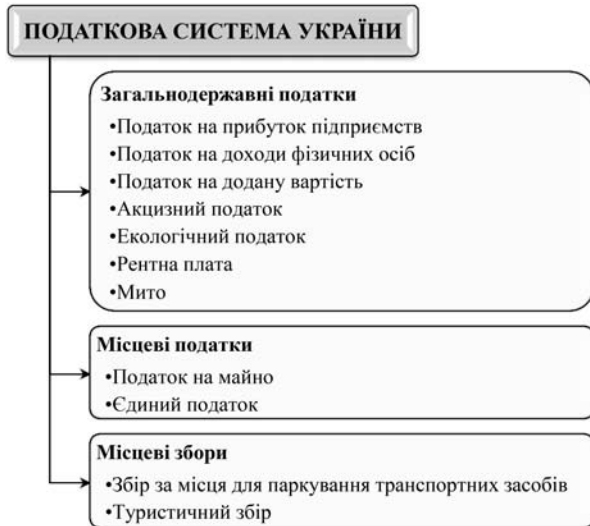 ПОДАТКОВА СИСТЕМА УКРАЇНИ
Загальнодержавні податки
•Податок на прибуток підприємств
•Податок на доходи фізичних осіб
•Податок на додану вартість
•Акцизний податок
•Екологічний податок
•Рентна плата
•Мито
Місцеві податки
•Податок на майно
•Єдиний податок
Місцеві збори
•Збір за місця для паркування транспортних засобів
•Туристичний збір